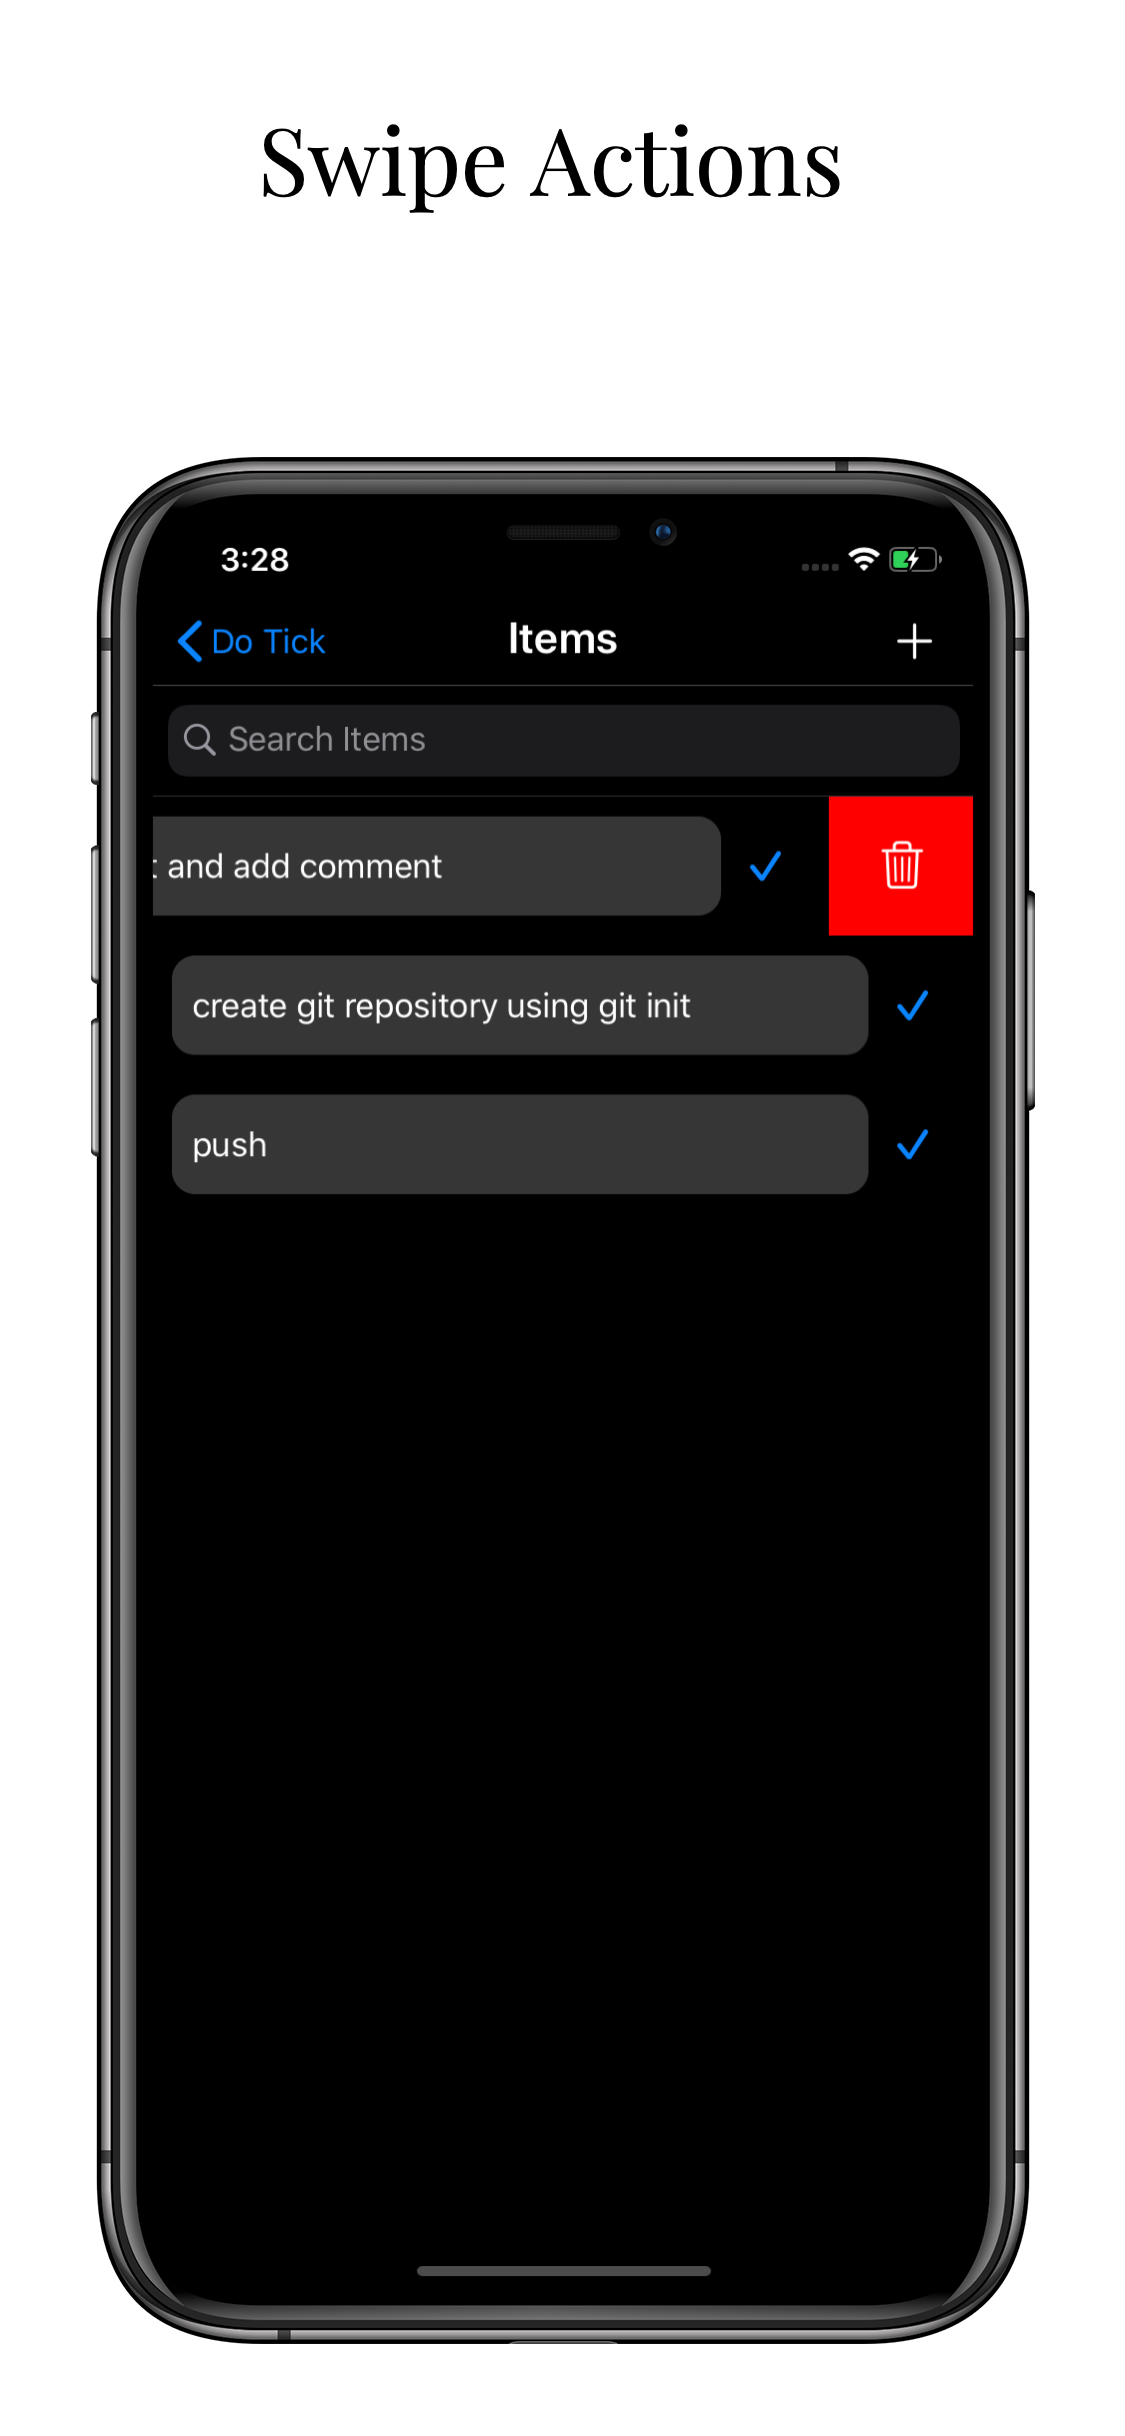 Swipe Actions
3:28
Do Tick
Items
Search Items
t and add comment
create git repository using git init
push